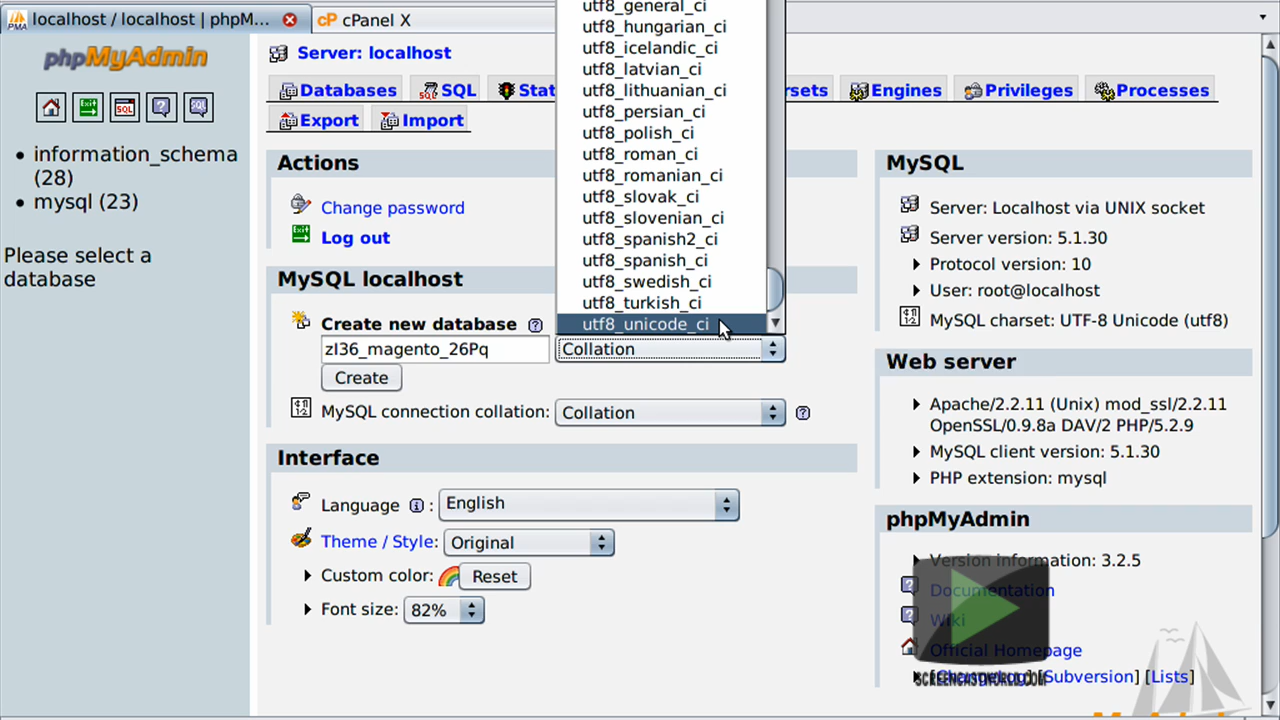 localhost / localhost | phpM...
cPanel X
PMA
phpMyAdmin
Exit
SQL
SQL
information_schema
(28)
mysql (23)
Please select a
database
Server: localhost
Databases
SQL
Stat
rsets
Engines
Privileges
Processes
Export
Import
Actions
Change password
Log out
MySQL localhost
Create new database
zI36_magento_26Pq
Collation
Create
MySQL connection collation:
Collation
utf8_general_ci
utf8_hungarian_ci
utf8_icelandic_ci
utf8_latvian_ci
utf8_lithuanian_ci
utf8_persian_ci
utf8_polish_ci
utf8_roman_ci
utf8_romanian_ci
utf8_slovak_ci
utf8_slovenian_ci
utf8_spanish2_ci
utf8_spanish_ci
utf8_swedish_ci
utf8_turkish_ci
utf8_unicode_ci
Interface
Language :
English
Theme / Style:
Original
Custom color:
Reset
Font size:
82%
MySQL
Server: Localhost via UNIX socket
Server version: 5.1.30
Protocol version: 10
User: root@localhost
MySQL charset: UTF-8 Unicode (utf8)
Web server
Apache/2.2.11 (Unix) mod_ssl/2.2.11
OpenSSL/0.9.8a DAV/2 PHP/5.2.9
MySQL client version: 5.1.30
PHP extension: mysql
phpMyAdmin
Version information: 3.2.5
Documentation
Wiki
Official Homepage
[ChangeLog] [Subversion] [Lists]
SCREENCASTWORLD.COM